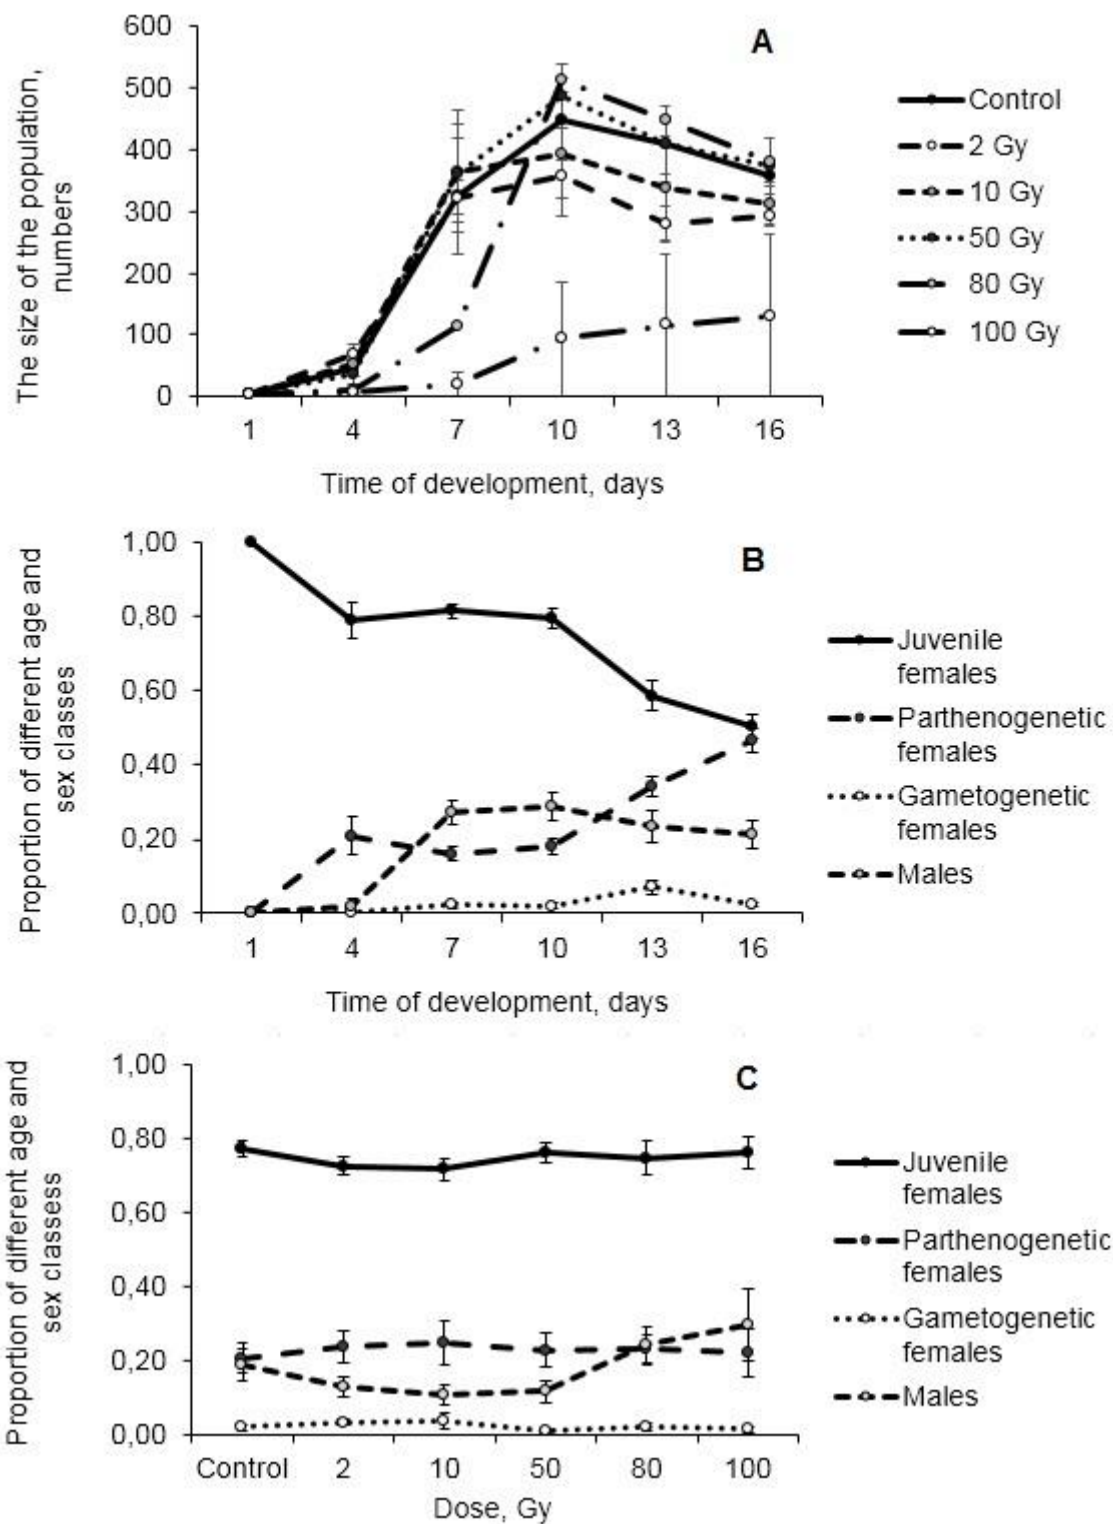 A
The size of the population,
numbers
600
500
400
300
200
100
0
1 4 7 10 13 16
Time of development, days
Control
2 Gy
10 Gy
50 Gy
80 Gy
100 Gy
B
Proportion of different age and
sex classes
1,00
0,80
0,60
0,40
0,20
0,00
1 4 7 10 13 16
Time of development, days
Juvenile
females
Parthenogenetic
females
Gametogenetic
females
Males
C
Proportion of different age and
sex classess
1,00
0,80
0,60
0,40
0,20
0,00
Control 2 10 50 80 100
Dose, Gy
Juvenile
females
Parthenogenetic
females
Gametogenetic
females
Males